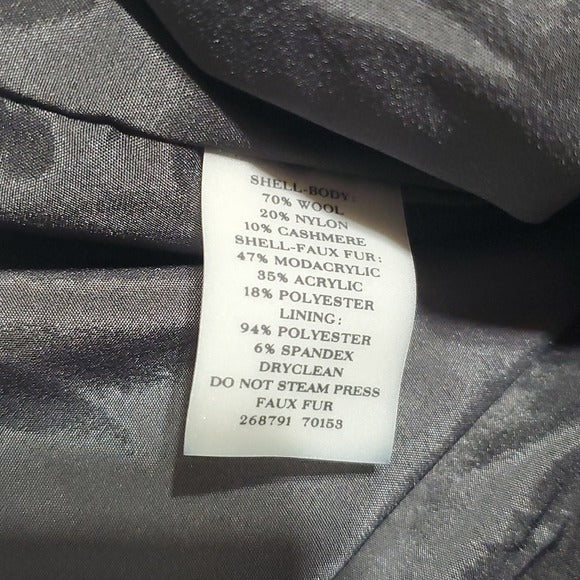 SHELL-BODY:
70% WOOL
20% NYLON
10% CASHMERE
SHELL-FAUX FUR:
47% MODACRYLIC
35% ACRYLIC
18% POLYESTER
LINING:
94% POLYESTER
6% SPANDEX
DRYCLEAN
DO NOT STEAM PRESS
FAUX FUR
268791 70153